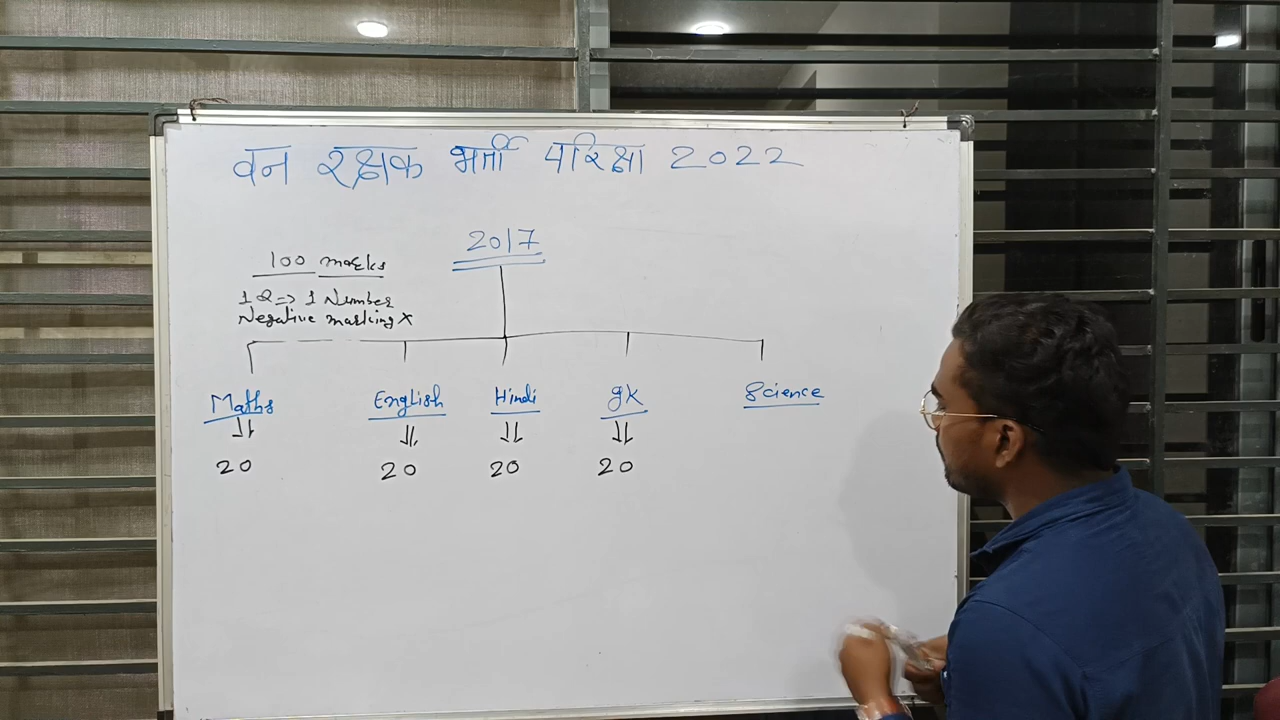 वन रक्षक भर्ती परिक्षा 2022
2017
100 marks
1 Q => 1 Number
Negative marking X
Maths English Hindi gk Science
20 20 20 20